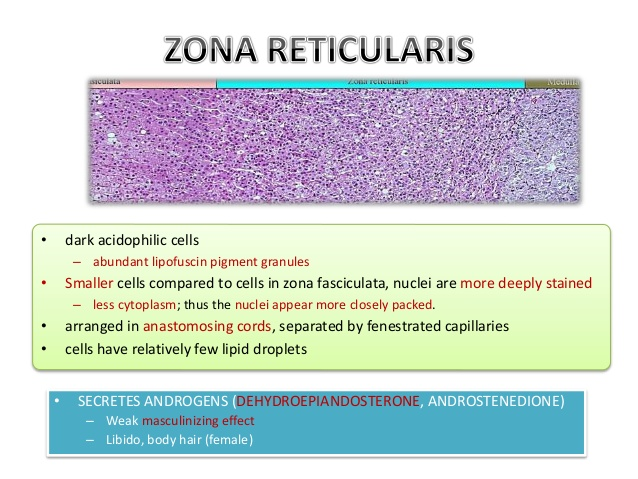 ZONA RETICULARIS
Zona reticularis
• dark acidophilic cells
– abundant lipofuscin pigment granules
• Smaller cells compared to cells in zona fasciculata, nuclei are more deeply stained
– less cytoplasm; thus the nuclei appear more closely packed.
• arranged in anastomosing cords, separated by fenestrated capillaries
• cells have relatively few lipid droplets
• SECRETES ANDROGENS (DEHYDROEPIANDOSTERONE, ANDROSTENEDIONE)
– Weak masculinizing effect
– Libido, body hair (female)